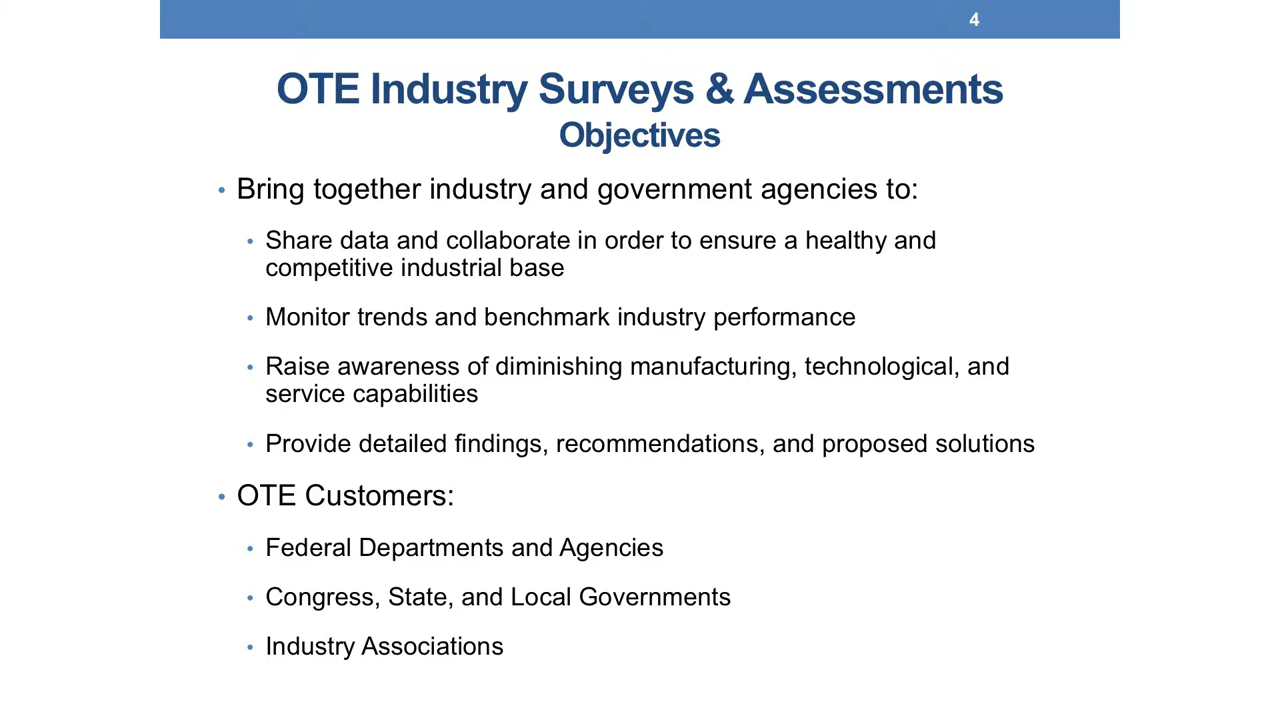 4
OTE Industry Surveys & Assessments
Objectives
• Bring together industry and government agencies to:
• Share data and collaborate in order to ensure a healthy and
competitive industrial base
• Monitor trends and benchmark industry performance
• Raise awareness of diminishing manufacturing, technological, and
service capabilities
• Provide detailed findings, recommendations, and proposed solutions
• OTE Customers:
• Federal Departments and Agencies
• Congress, State, and Local Governments
• Industry Associations